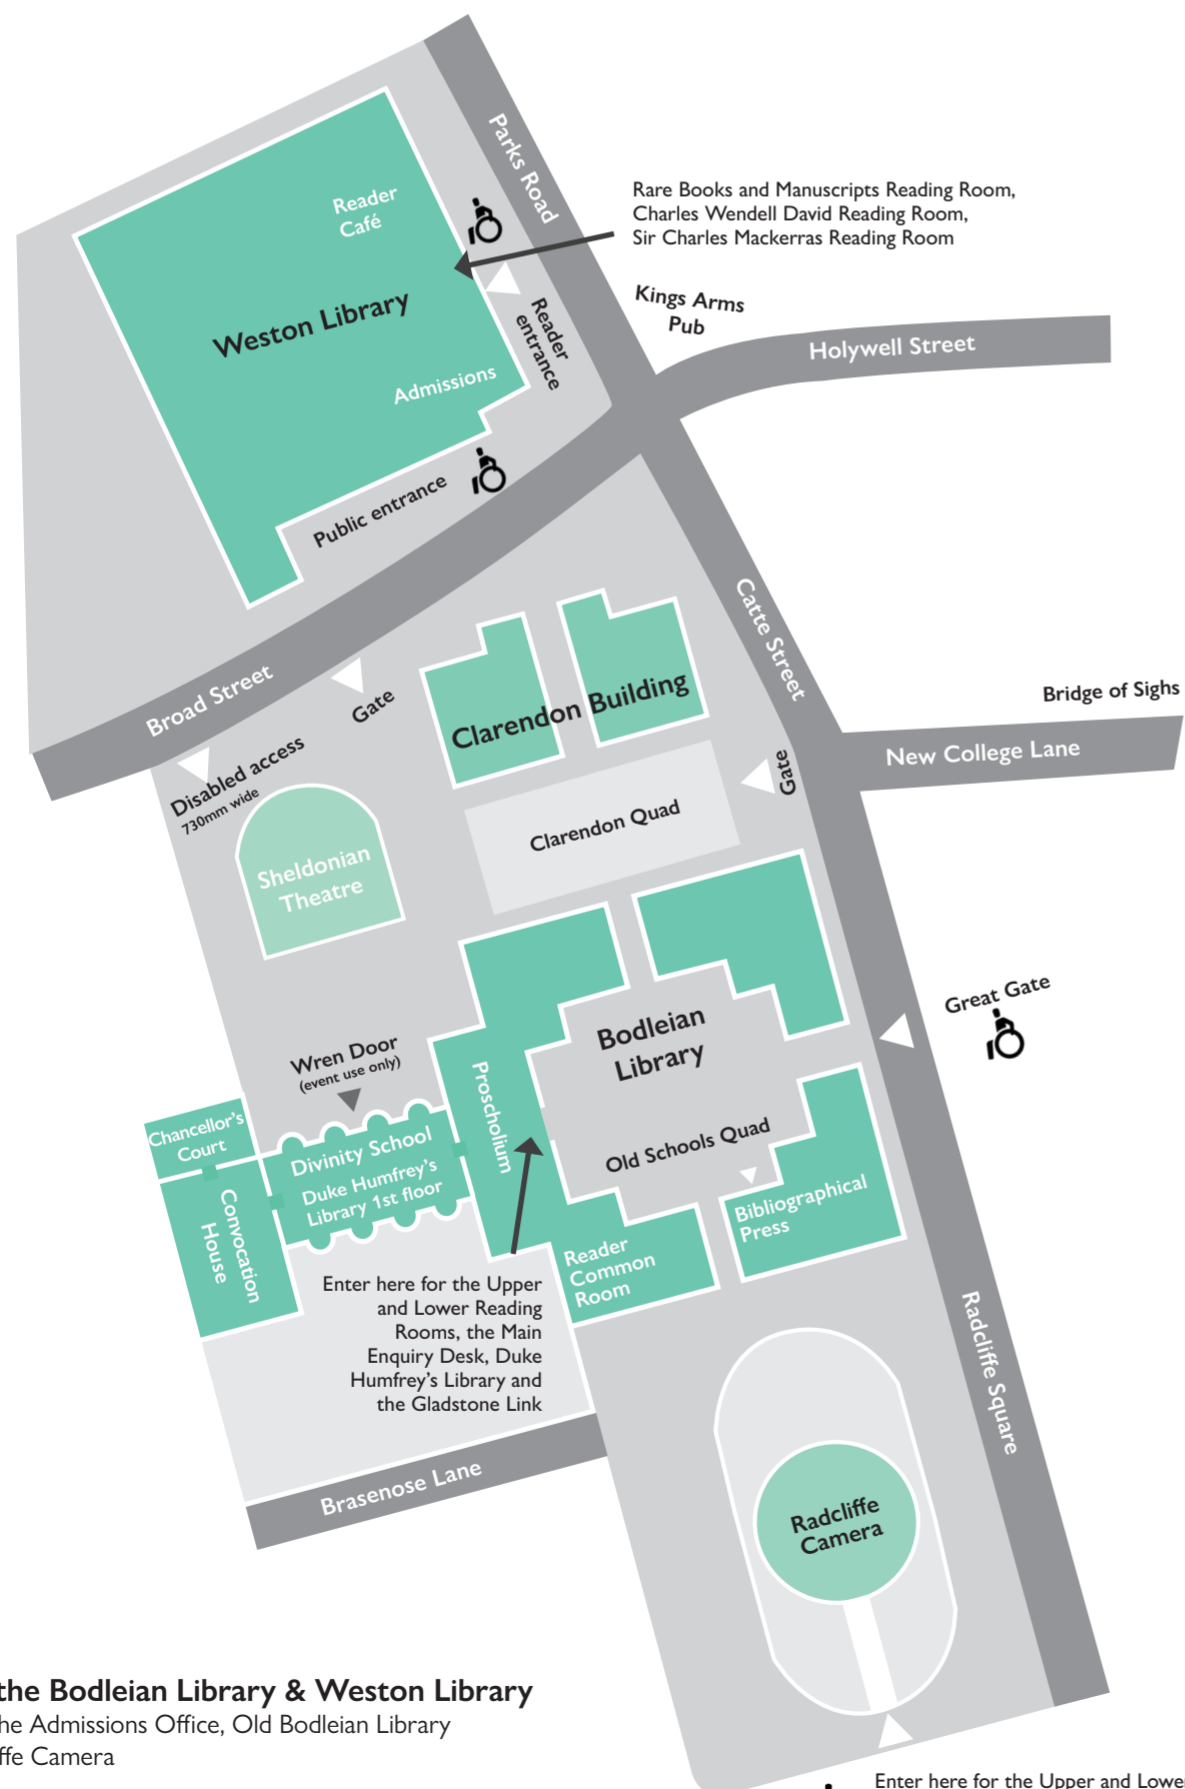 Parks Road
Reader
Café
Rare Books and Manuscripts Reading Room,
Charles Wendell David Reading Room,
Sir Charles Mackerras Reading Room
Weston Library
Reader
entrance
Kings Arms
Pub
Holywell Street
Admissions
Public entrance
Catte Street
Broad Street
Gate
Clarendon Building
Bridge of Sighs
New College Lane
Disabled access
730mm wide
Gate
Clarendon Quad
Sheldonian
Theatre
Great Gate
Bodleian
Library
Wren Door
(event use only)
Proscholium
Chancellor's
Court
Divinity School
Duke Humfrey's
Library 1st floor
Old Schools Quad
Convocation
House
Bibliographical
Press
Reader
Common
Room
Enter here for the Upper
and Lower Reading
Rooms, the Main
Enquiry Desk, Duke
Humfrey's Library and
the Gladstone Link
Radcliffe Square
Brasenose Lane
Radcliffe
Camera
the Bodleian Library & Weston Library
he Admissions Office, Old Bodleian Library
ffe Camera
Enter here for the Upper and Lowe